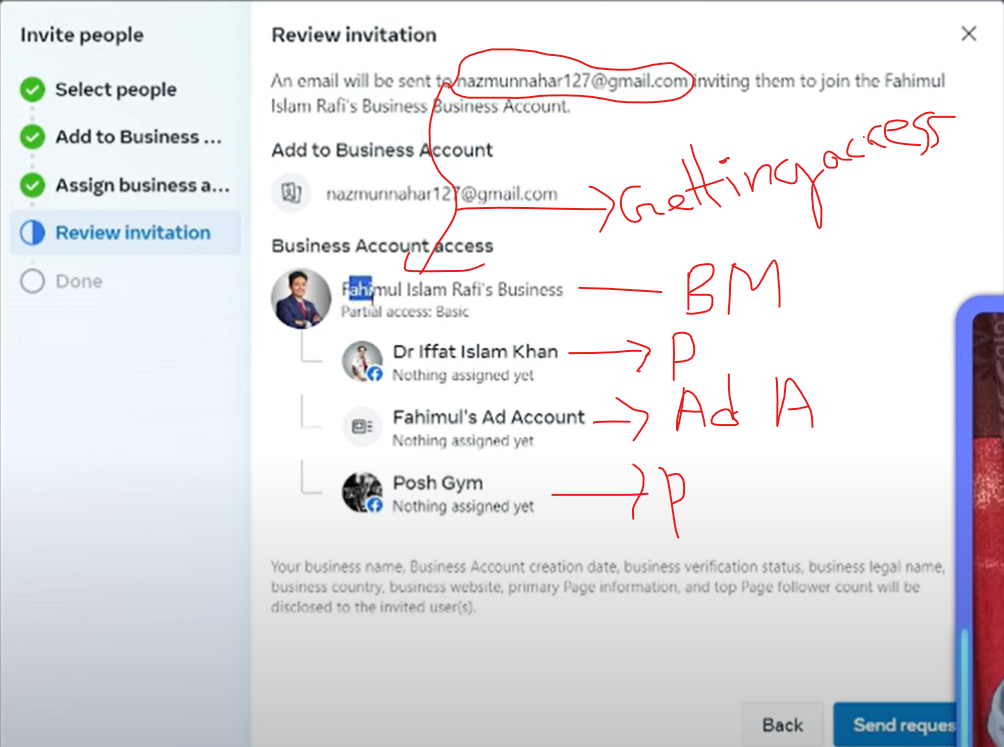 Invite people
Select people
Add to Business ...
Assign business a...
Review invitation
Done
Review invitation
An email will be sent to nazmunnahar127@gmail.com inviting them to join the Fahimul
Islam Rafi's Business Business Account.
Add to Business Account
nazmunnahar127@gmail.com
Getting access
Business Account access
Fahimul Islam Rafi's Business
BM
Partial access: Basic
Dr Iffat Islam Khan
P
Nothing assigned yet
Fahimul's Ad Account
Ad A
Nothing assigned yet
Posh Gym
P
Nothing assigned yet
Your business name, Business Account creation date, business verification status, business legal name,
business country, business website, primary Page information, and top Page follower count will be
disclosed to the invited user(s).
Back
Send reques